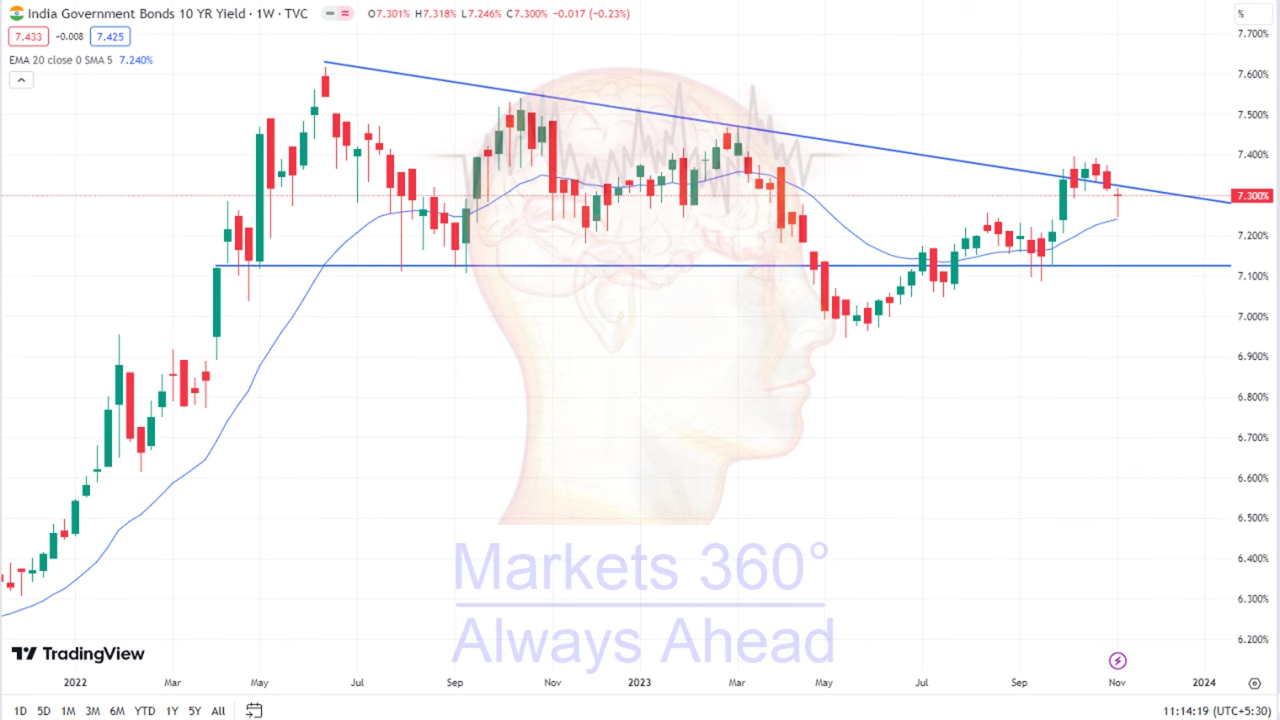 India Government Bonds 10 YR Yield · 1W · TVC O7.301% H7.318% L7.246% C7.300% −0.017 (−0.23%)
%
7.433 -0.008 7.425
EMA 20 close 0 SMA 5 7.240%
7.700%
7.600%
7.500%
7.400%
7.300%
7.200%
7.100%
7.000%
6.900%
6.800%
6.700%
6.600%
6.500%
6.400%
6.300%
6.200%
Markets 360°
Always Ahead
TradingView
2022 Mar May Jul Sep Nov 2023 Mar May Jul Sep Nov 2024
1D 5D 1M 3M 6M YTD 1Y 5Y All 11:14:19 (UTC+5:30)